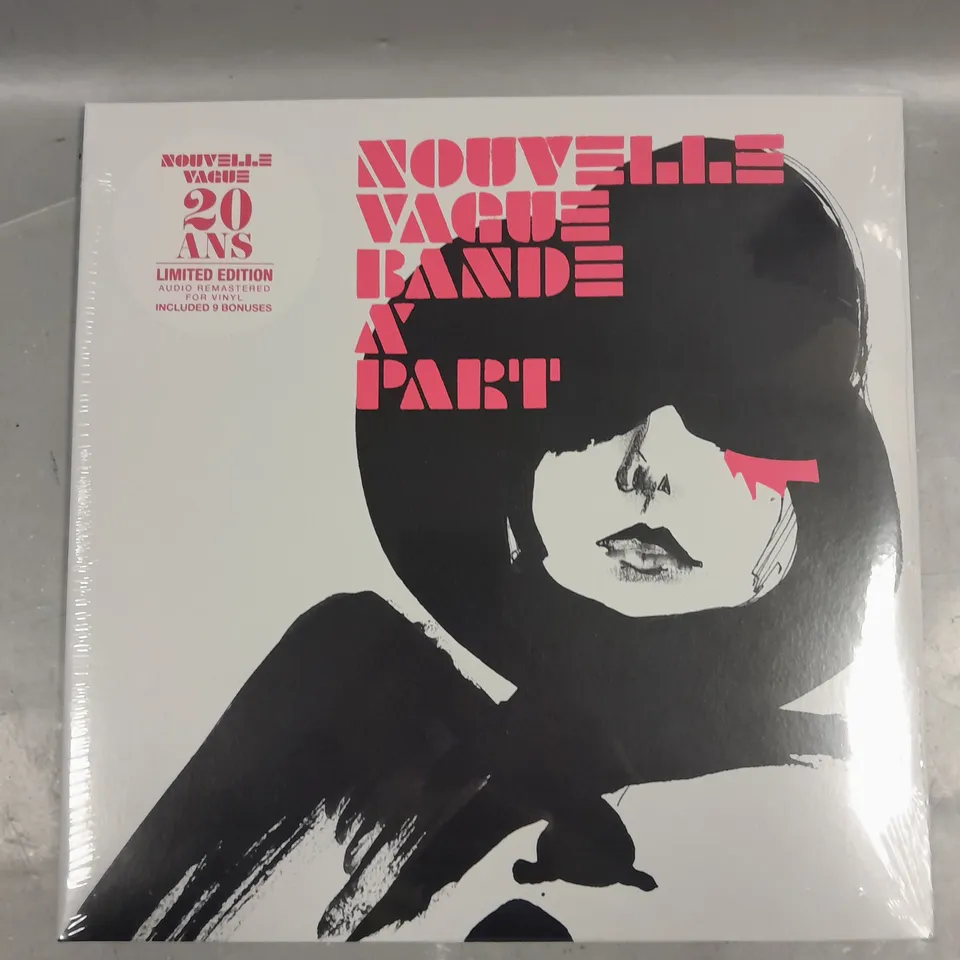 NOUVELLE
VAGUE
20
ANS
LIMITED EDITION
AUDIO REMASTERED
FOR VINYL
INCLUDED 9 BONUSES
NOUVELLE
VAGUE
BANDE
À
PART